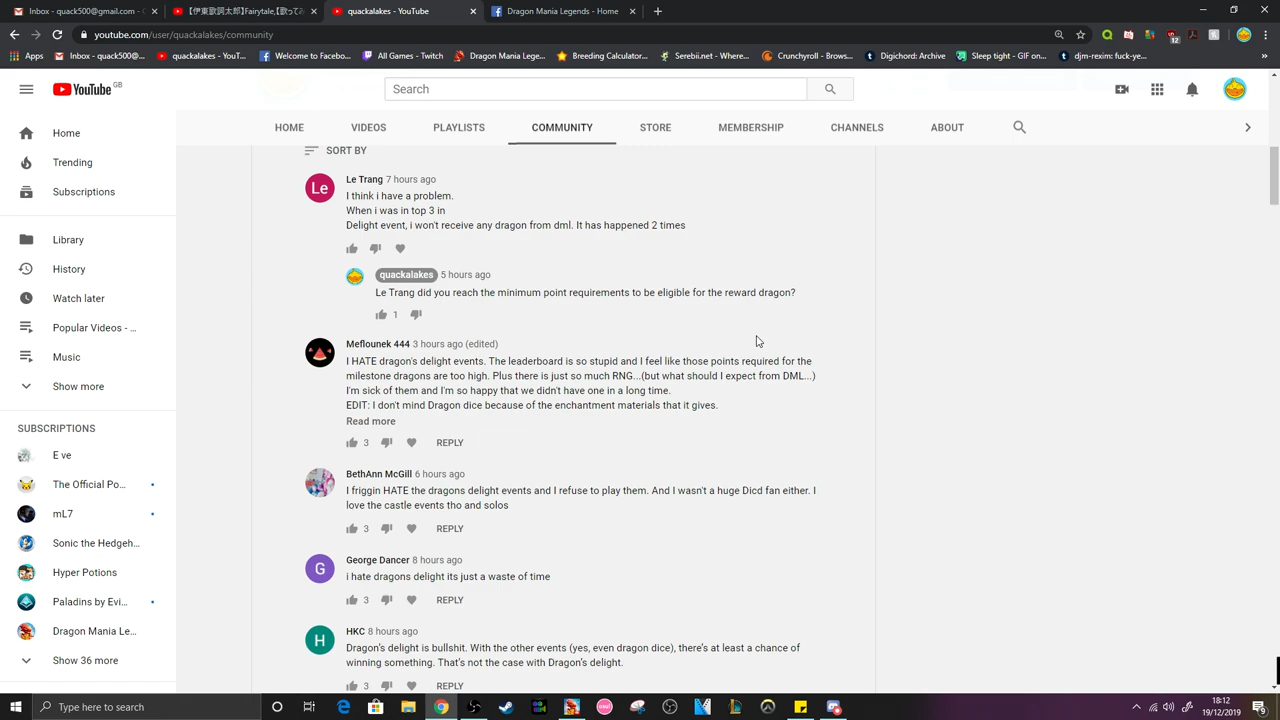 Inbox - quack500@gmail.com - G
【伊東歌詞太郎】Fairytale,【歌ってみ
quackalakes - YouTube
Dragon Mania Legends - Home
youtube.com/user/quackalakes/community
12
Apps
Inbox - quack500@g...
quackalakes - YouT...
Welcome to Facebo...
All Games - Twitch
Dragon Mania Lege...
Breeding Calculator...
Serebii.net - Where...
Crunchyroll - Brows...
Digichord Archive
Sleep tight - GL (C...
djm-rexim: fuck-ye...
YouTube GB
Search
HOME
VIDEOS
PLAYLISTS
COMMUNITY
STORE
MEMBERSHIP
CHANNELS
ABOUT
Home
Trending
Subscriptions
Library
History
Watch later
Popular Videos - ...
Music
Show more
SUBSCRIPTIONS
E ve
The Official Po...
mL7
Sonic the Hedgeh...
Hyper Potions
Paladins by Evi...
Dragon Mania Le...
Show 36 more
SORT BY
Le
Le Trang 7 hours ago
I think i have a problem.
When i was in top 3 in
Delight event, i won't receive any dragon from dml. It has happened 2 times
quackalakes 5 hours ago
Le Trang did you reach the minimum point requirements to be eligible for the reward dragon?
1
Meflounek 444 3 hours ago (edited)
I HATE dragon's delight events. The leaderboard is so stupid and I feel like those points required for the
milestone dragons are too high. Plus there is just so much RNG...(but what should I expect from DML...)
I'm sick of them and I'm so happy that we didn't have one in a long time.
EDIT: I don't mind Dragon dice because of the enchantment materials that it gives.
Read more
3 REPLY
BethAnn McGill 6 hours ago
I friggin HATE the dragons delight events and I refuse to play them. And I wasn't a huge Dicd fan either. I
love the castle events tho and solos
3 REPLY
G
George Dancer 8 hours ago
i hate dragons delight its just a waste of time
3 REPLY
H
HKC 8 hours ago
Dragon's delight is bullshit. With the other events (yes, even dragon dice), there's at least a chance of
winning something. That's not the case with Dragon's delight.
3 REPLY
Type here to search
18:12
19/12/2019